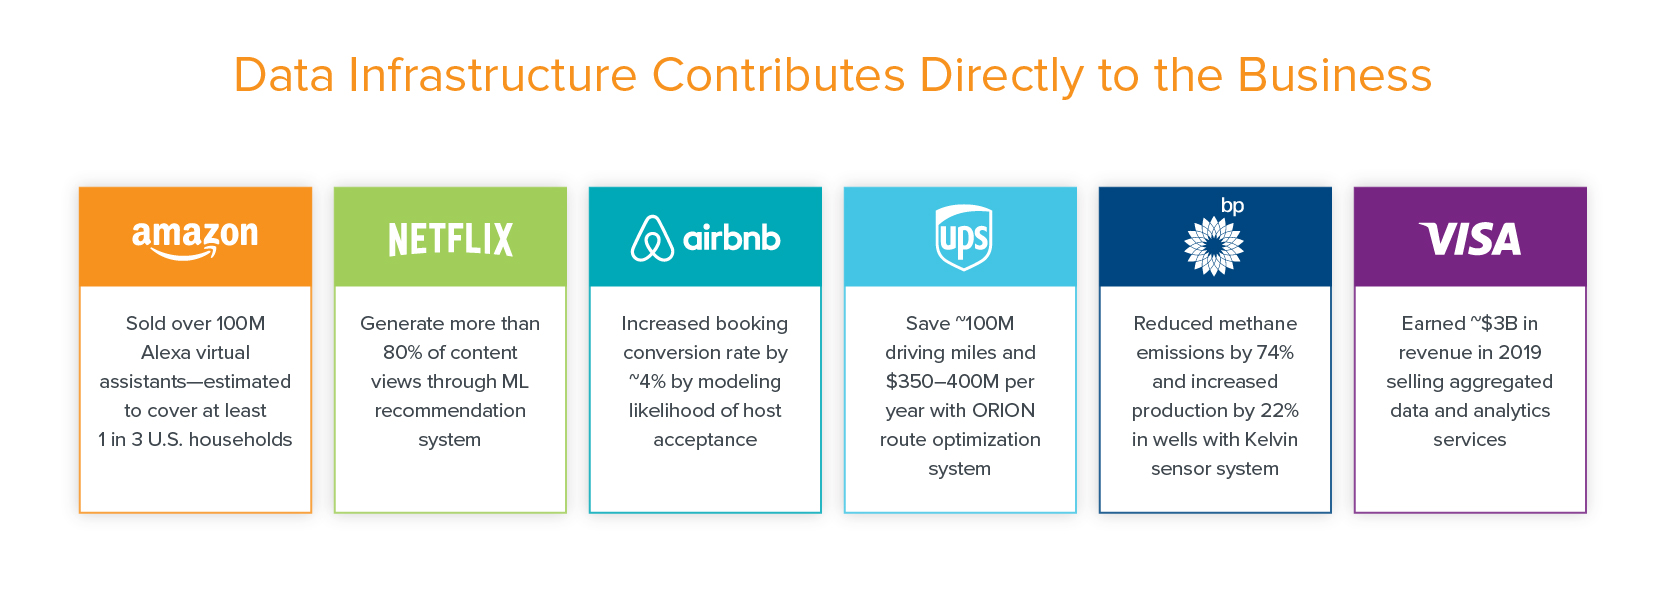 Data Infrastructure Contributes Directly to the Business
amazon
Sold over 100M
Alexa virtual
assistants—estimated
to cover at least
1 in 3 U.S. households
NETFLIX
Generate more than
80% of content
views through ML
recommendation
system
airbnb
Increased booking
conversion rate by
~4% by modeling
likelihood of host
acceptance
ups
Save ~100M
driving miles and
$350–400M per
year with ORION
route optimization
system
bp
Reduced methane
emissions by 74%
and increased
production by 22%
in wells with Kelvin
sensor system
VISA
Earned ~$3B in
revenue in 2019
selling aggregated
data and analytics
services